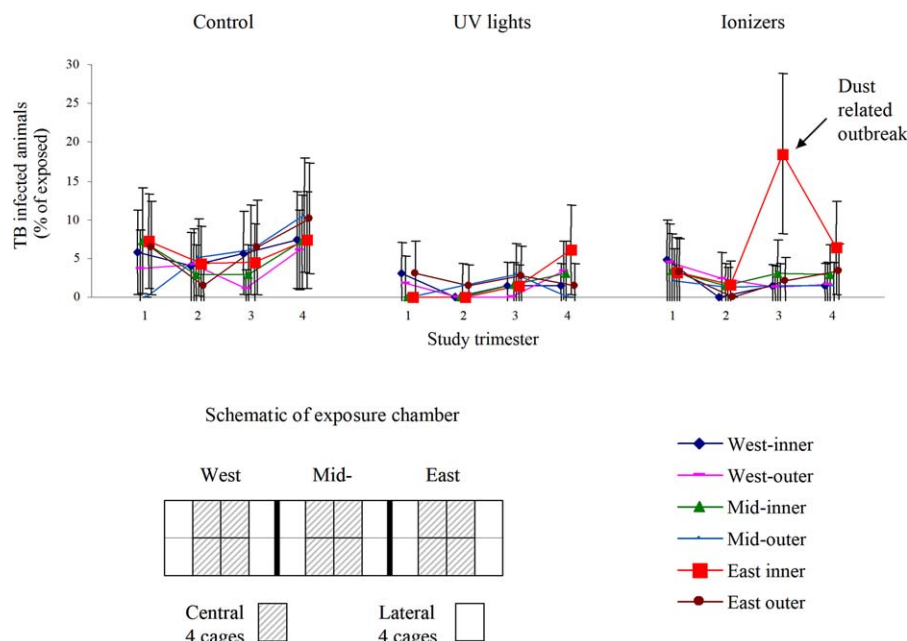 Control
UV lights
Ionizers
TB infected animals
(% of exposed)
30
25
20
15
10
5
0
1
2
3
4
1
2
3
4
1
2
3
4
Dust
related
outbreak
Study trimester
Schematic of exposure chamber
West
Mid-
East
Central
4 cages
Lateral
4 cages
West-inner
West-outer
Mid-inner
Mid-outer
East inner
East outer